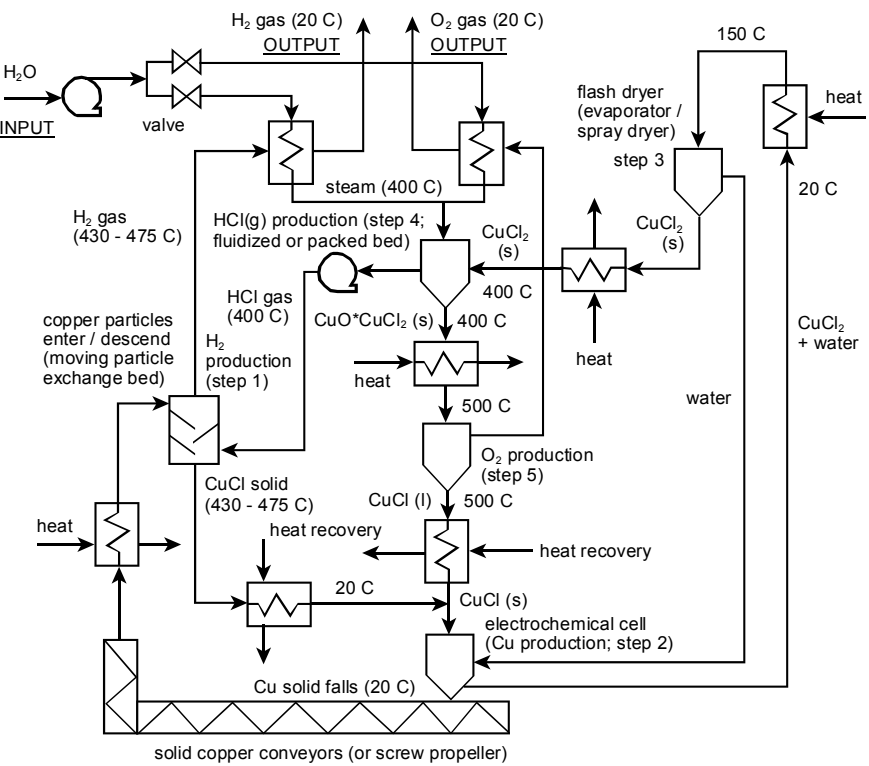 H₂ gas (20 C)
OUTPUT
O₂ gas (20 C)
OUTPUT
150 C
H₂O
INPUT
valve
flash dryer
(evaporator /
spray dryer)
step 3
heat
20 C
steam (400 C)
H₂ gas
(430 - 475 C)
HCl(g) production (step 4;
fluidized or packed bed)
CuCl₂
(s)
CuCl₂
(s)
400 C
HCl gas
(400 C)
CuO*CuCl₂ (s)
400 C
heat
CuCl₂
+ water
copper particles
enter / descend
(moving particle
exchange bed)
H₂
production
(step 1)
heat
500 C
water
O₂ production
(step 5)
CuCl solid
(430 - 475 C)
CuCl (l)
500 C
heat
heat recovery
heat recovery
20 C
CuCl (s)
electrochemical cell
(Cu production; step 2)
Cu solid falls (20 C)
solid copper conveyors (or screw propeller)